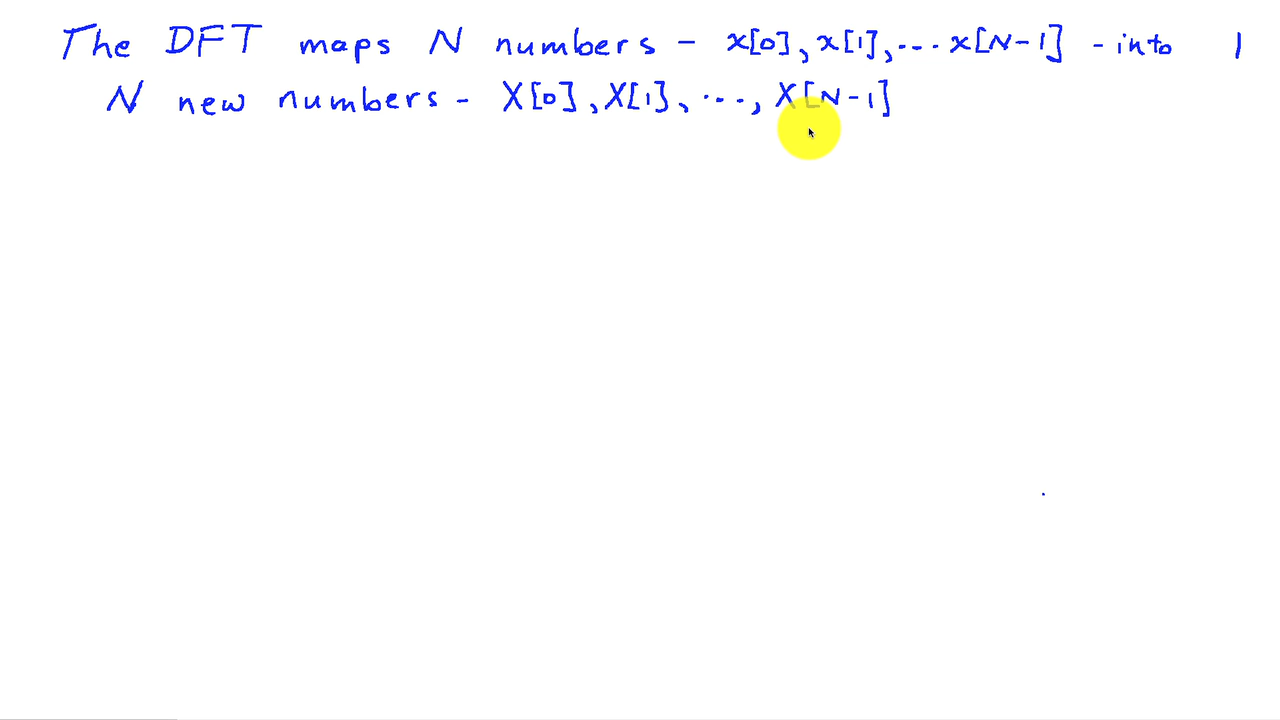 The DFT maps N numbers - x[0], x[1], ... x[N-1] - into 1
N new numbers - X[0], X[1], ..., X[N-1]